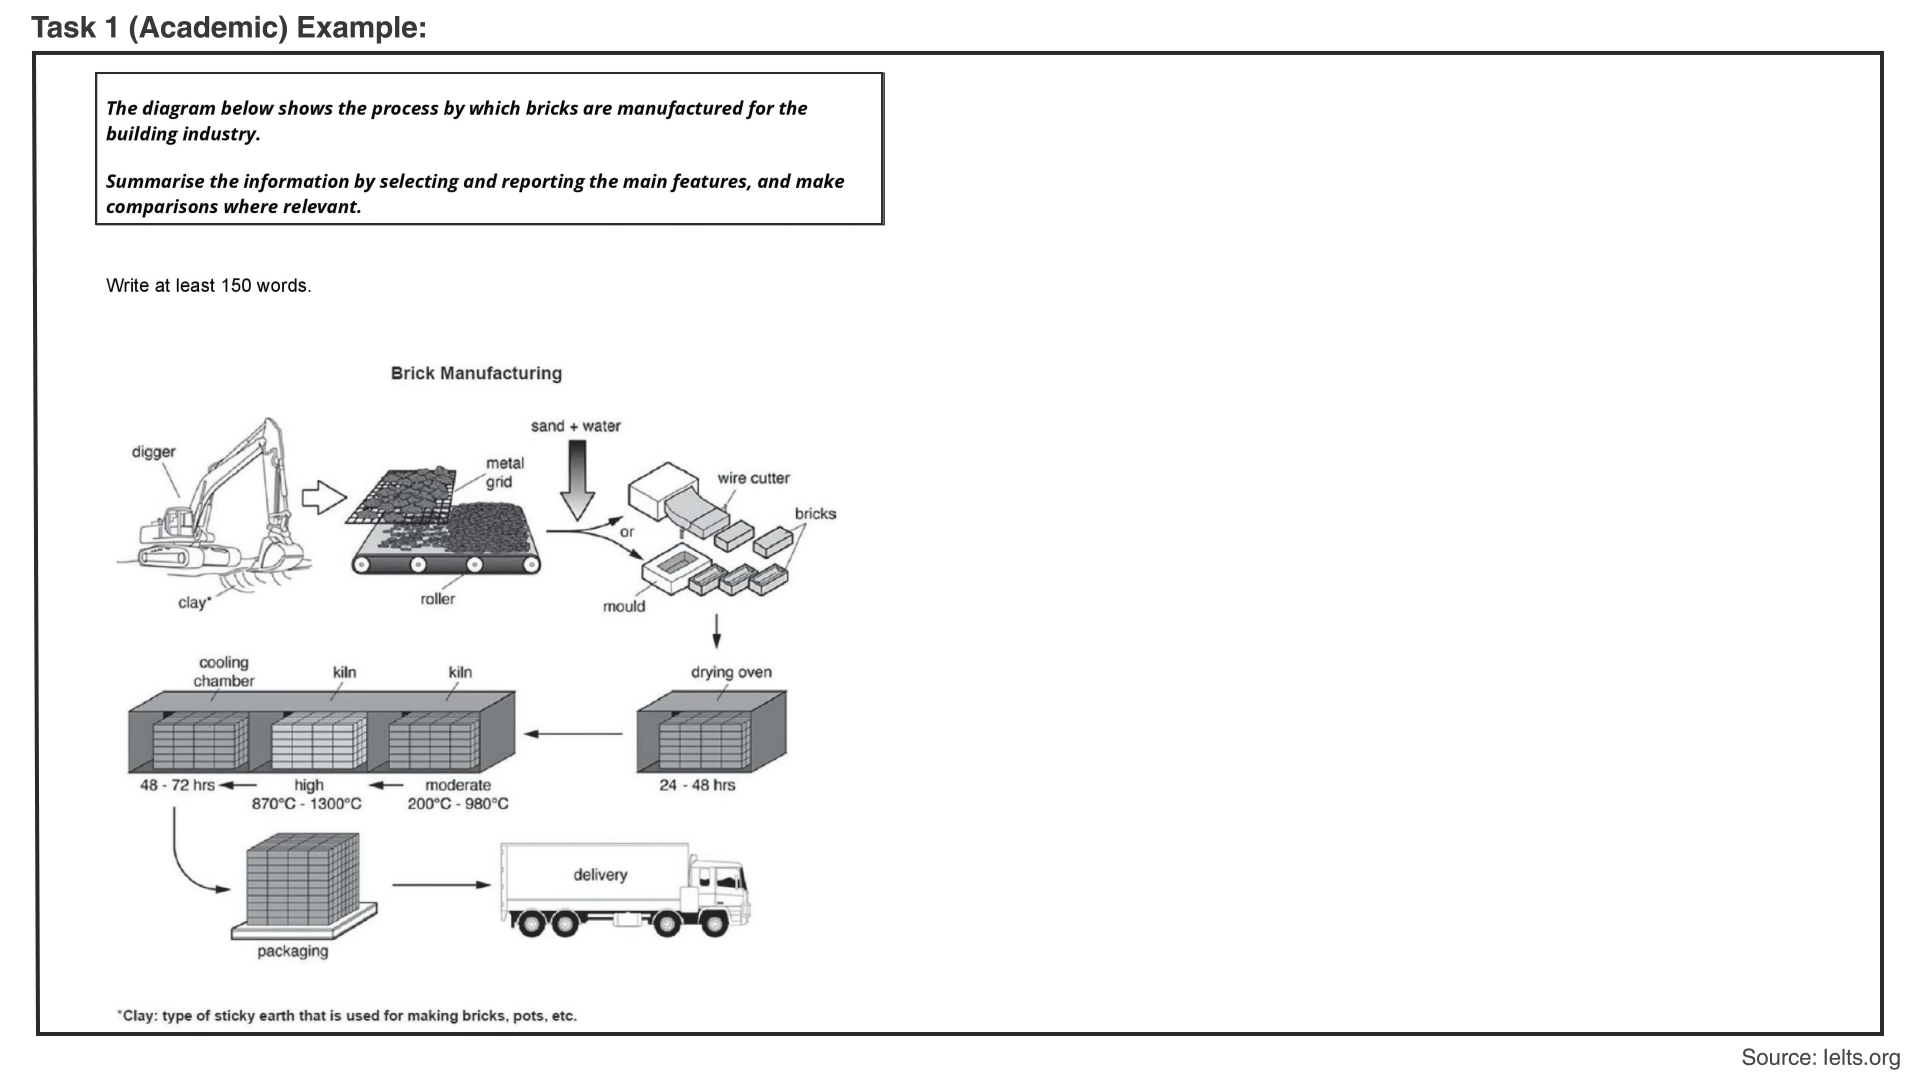 Task 1 (Academic) Example:
The diagram below shows the process by which bricks are manufactured for the
building industry.
Summarise the information by selecting and reporting the main features, and make
comparisons where relevant.
Write at least 150 words.
Brick Manufacturing
digger
clay*
metal
grid
roller
sand + water
or
wire cutter
bricks
mould
drying oven
24 - 48 hrs
kiln
moderate
200°C - 980°C
kiln
high
870°C - 1300°C
cooling
chamber
48 - 72 hrs
packaging
delivery
*Clay: type of sticky earth that is used for making bricks, pots, etc.
Source: Ielts.org